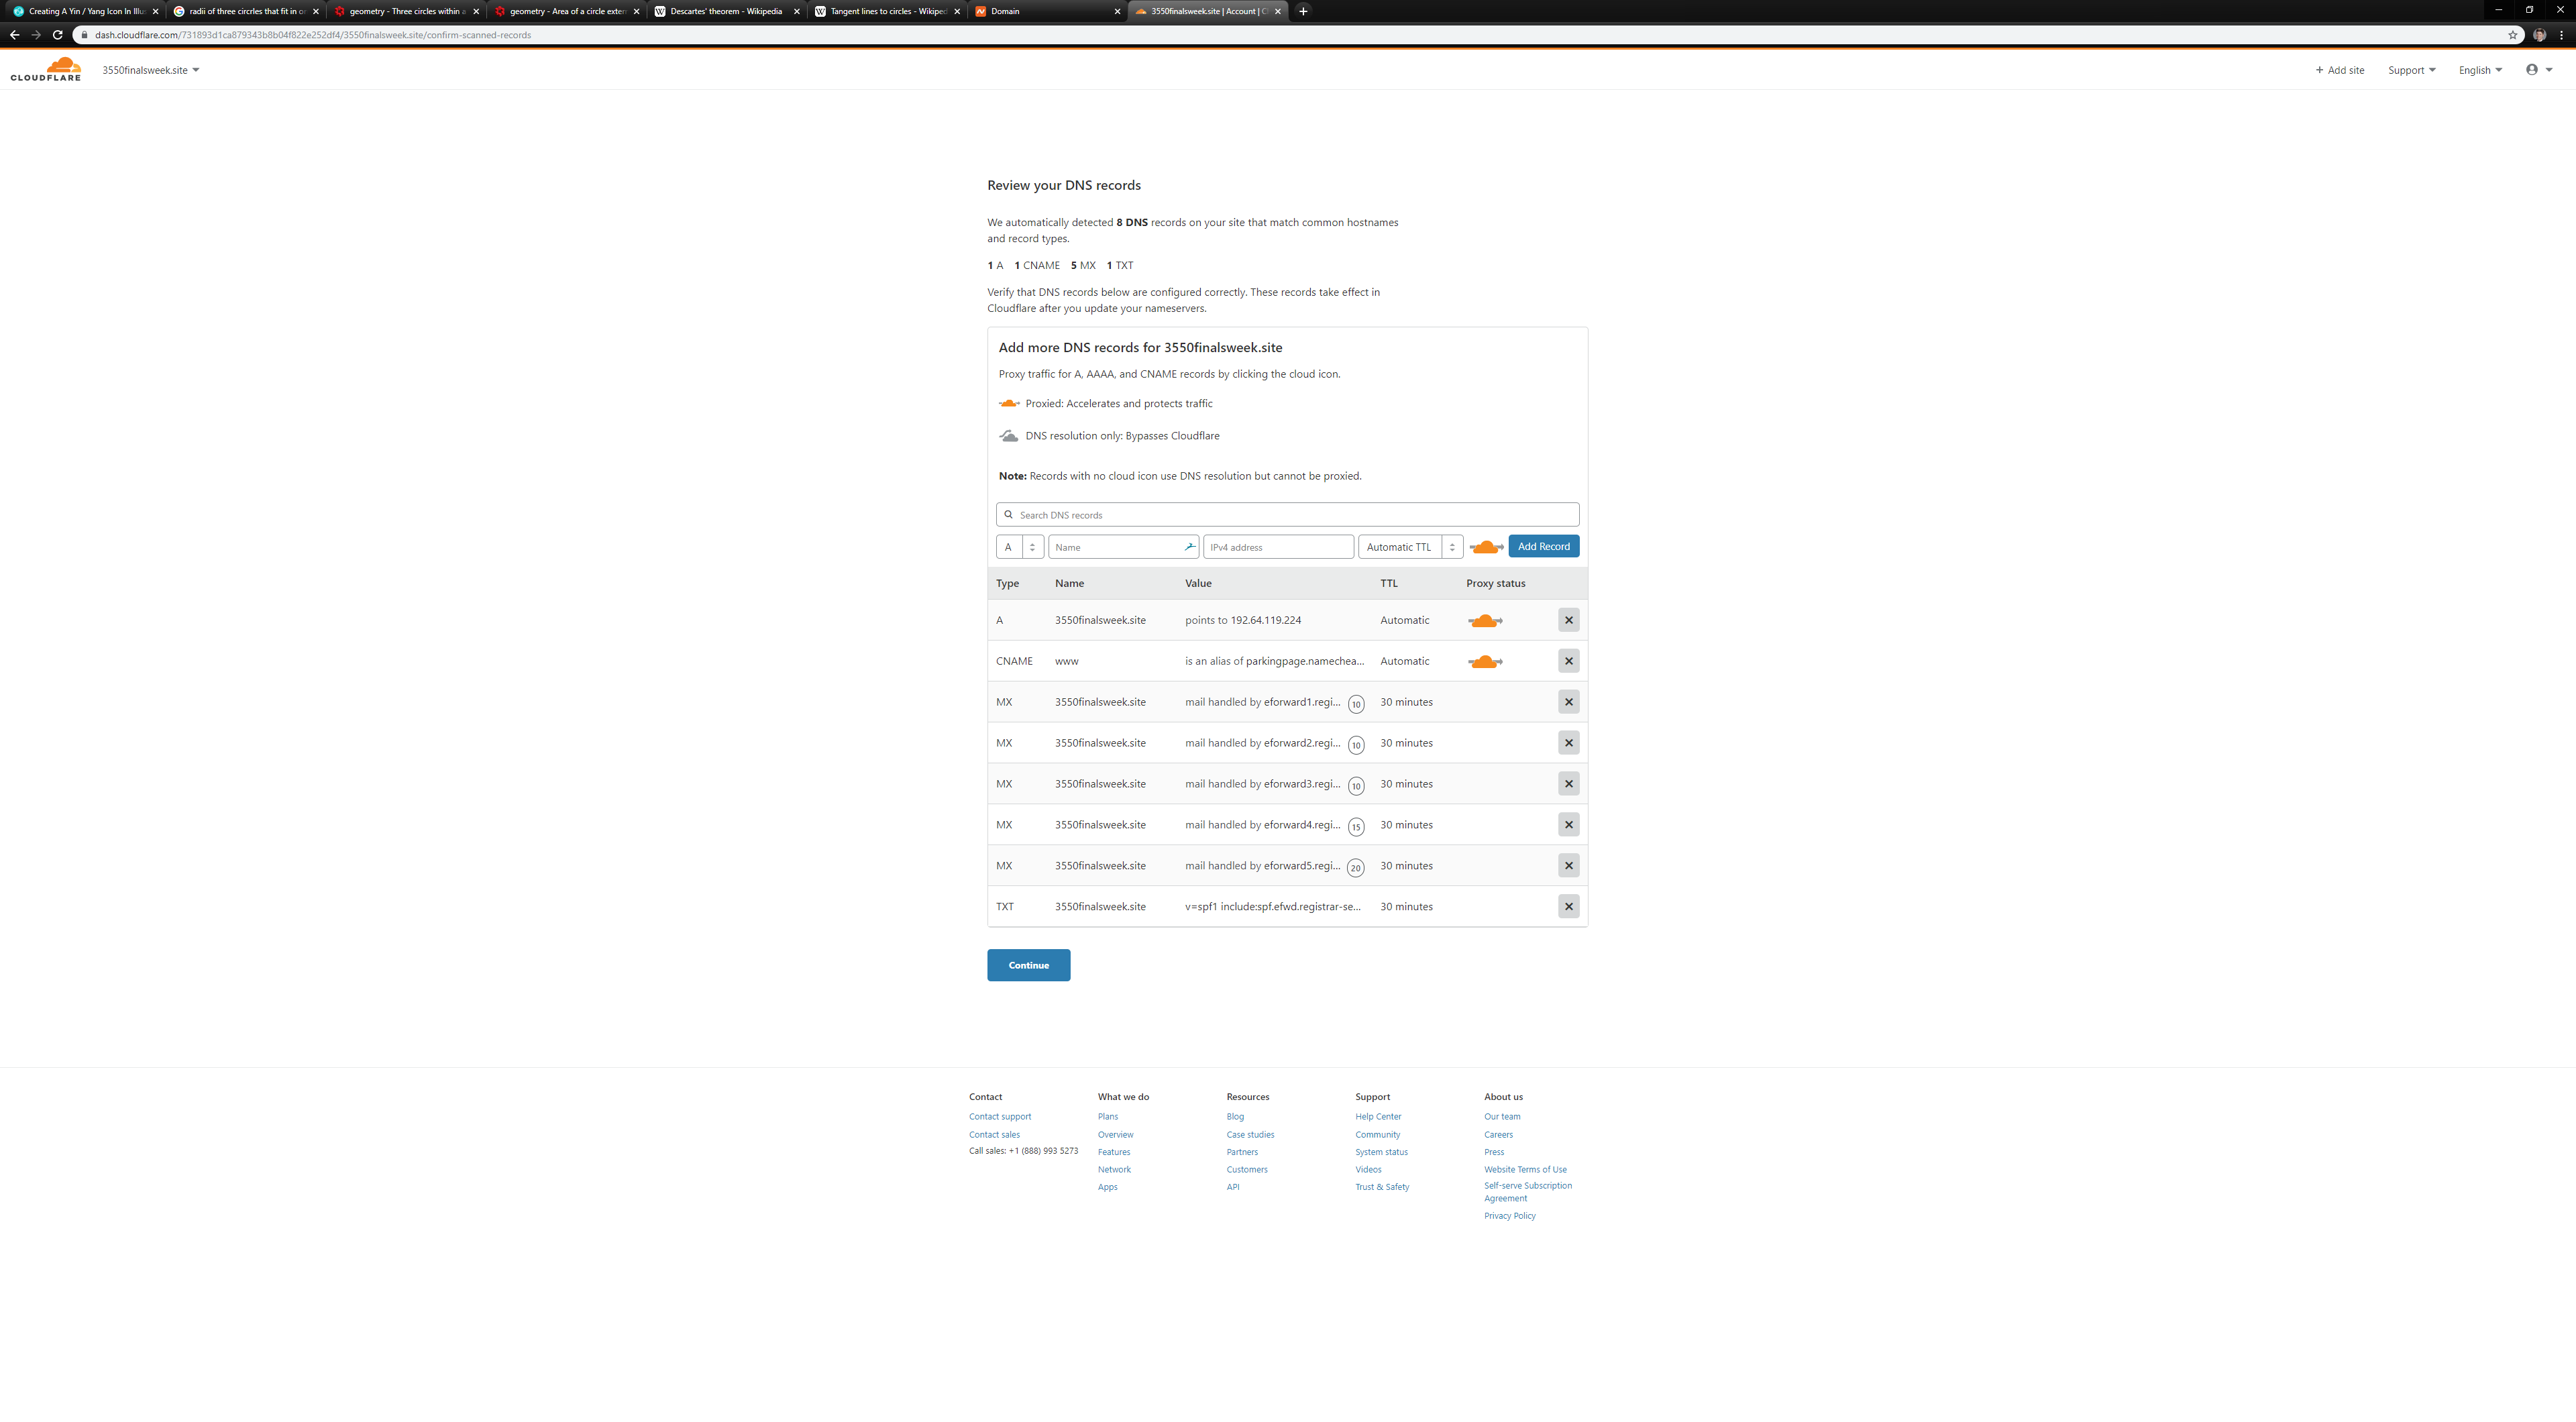 Creating A Yin / Yang Icon In Illus
radii of three circrles that fit in o
geometry - Three circles within a
geometry - Area of a circle extern
Descartes' theorem - Wikipedia
Tangent lines to circles - Wikiped
Domain
3550finalsweek.site | Account | C
dash.cloudflare.com/731893d1ca879343b8b04f822e252df4/3550finalsweek.site/confirm-scanned-records
CLOUDFLARE
3550finalsweek.site
+ Add site
Support
English
Review your DNS records
We automatically detected 8 DNS records on your site that match common hostnames
and record types.
1 A 1 CNAME 5 MX 1 TXT
Verify that DNS records below are configured correctly. These records take effect in
Cloudflare after you update your nameservers.
Add more DNS records for 3550finalsweek.site
Proxy traffic for A, AAAA, and CNAME records by clicking the cloud icon.
Proxied: Accelerates and protects traffic
DNS resolution only: Bypasses Cloudflare
Note: Records with no cloud icon use DNS resolution but cannot be proxied.
Search DNS records
A Name IPv4 address Automatic TTL Add Record
Type Name Value TTL Proxy status
A 3550finalsweek.site points to 192.64.119.224 Automatic
CNAME www is an alias of parkingpage.namechea... Automatic
MX 3550finalsweek.site mail handled by eforward1.regi... 10 30 minutes
MX 3550finalsweek.site mail handled by eforward2.regi... 10 30 minutes
MX 3550finalsweek.site mail handled by eforward3.regi... 10 30 minutes
MX 3550finalsweek.site mail handled by eforward4.regi... 15 30 minutes
MX 3550finalsweek.site mail handled by eforward5.regi... 20 30 minutes
TXT 3550finalsweek.site v=spf1 include:spf.efwd.registrar-se... 30 minutes
Continue
Contact
Contact support
Contact sales
Call sales: +1 (888) 993 5273
What we do
Plans
Overview
Features
Network
Apps
Resources
Blog
Case studies
Partners
Customers
API
Support
Help Center
Community
System status
Videos
Trust & Safety
About us
Our team
Careers
Press
Website Terms of Use
Self-serve Subscription
Agreement
Privacy Policy